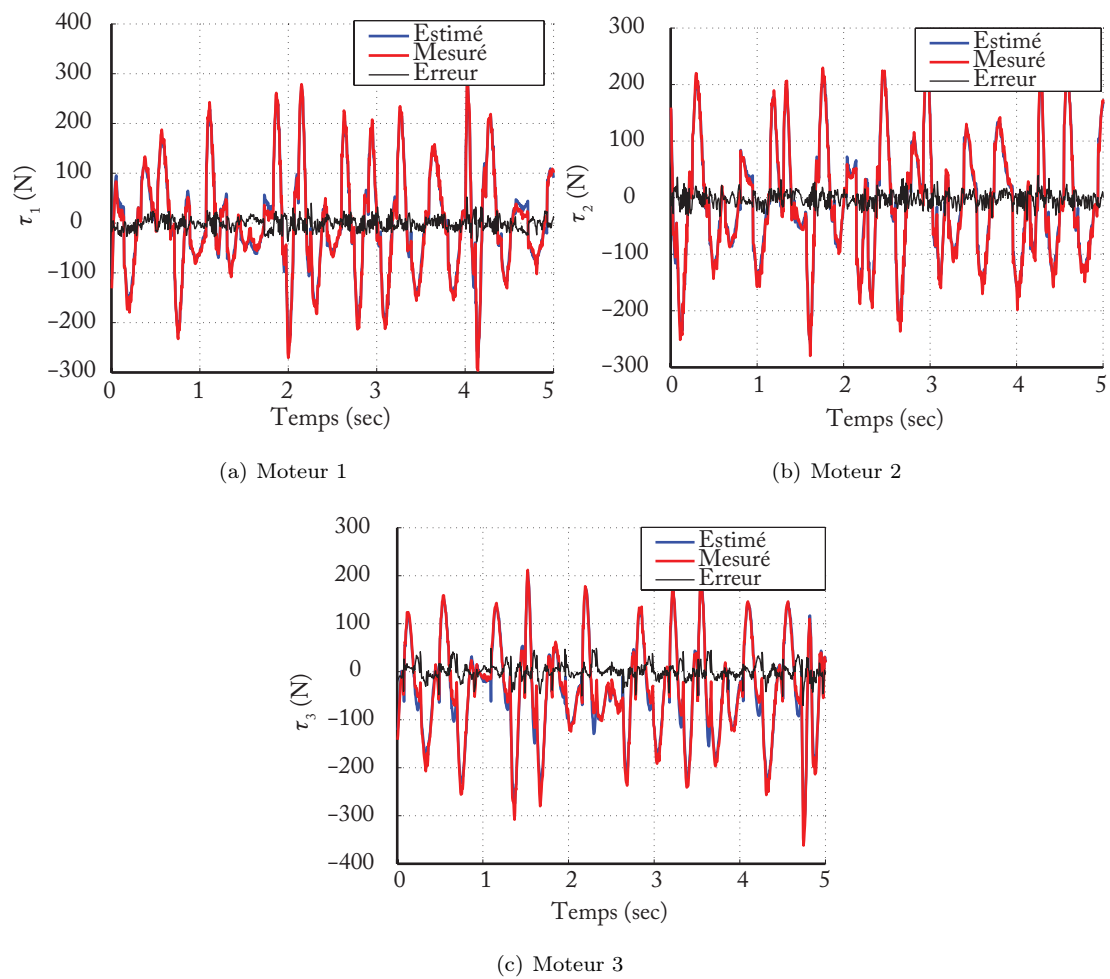 400
300
200
100
0
−100
−200
−300
τ1 (N)
Estimé
Mesuré
Erreur
0 1 2 3 4 5
Temps (sec)
(a) Moteur 1
300
200
100
0
−100
−200
−300
τ2 (N)
Estimé
Mesuré
Erreur
0 1 2 3 4 5
Temps (sec)
(b) Moteur 2
300
200
100
0
−100
−200
−300
−400
τ3 (N)
Estimé
Mesuré
Erreur
0 1 2 3 4 5
Temps (sec)
(c) Moteur 3